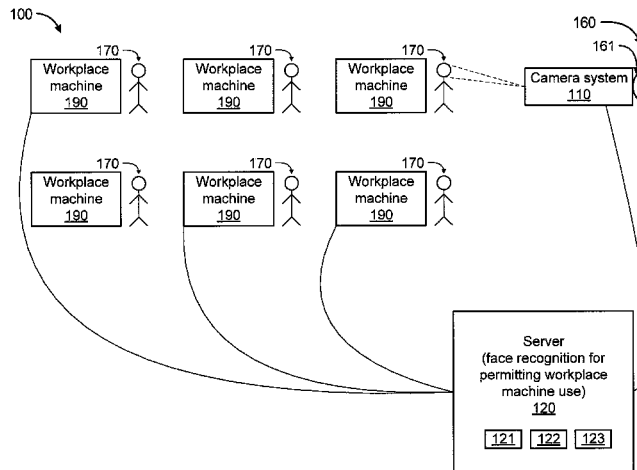 100
160
170
170
170
161
Workplace
machine
190
Workplace
machine
190
Workplace
machine
190
Camera system
110
170
170
170
Workplace
machine
190
Workplace
machine
190
Workplace
machine
190
Server
(face recognition for
permitting workplace
machine use)
120
121 122 123